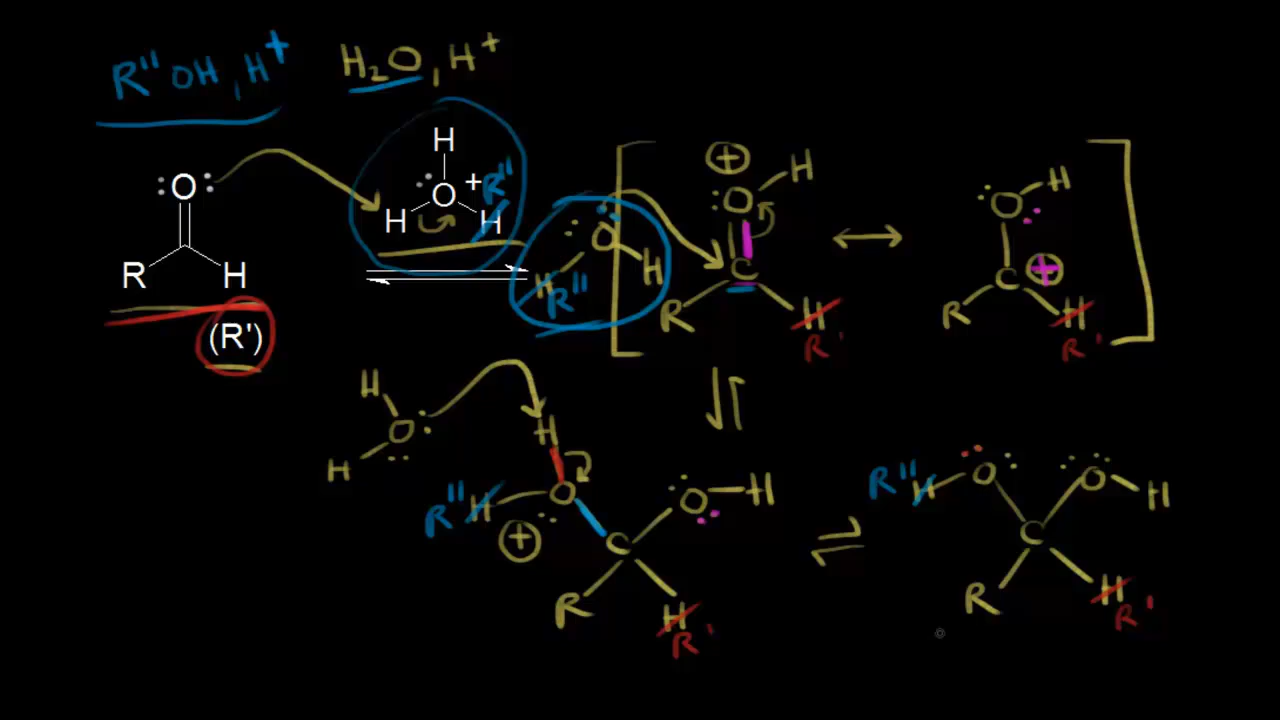 R''OH, H+ H2O, H+
H
:O: O + R''
H H
R H
(R')
O H H R''
+ :O H C R H R'
O H C + R H R'
H O H
H O R'' H + C O H R H R'
R'' H O O H C R H R'